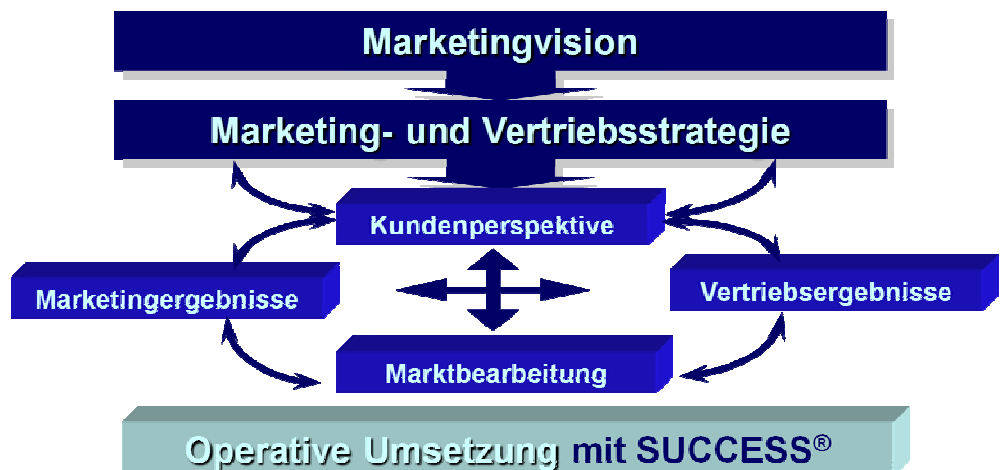 Marketingvision
Marketing- und Vertriebsstrategie
Kundenperspektive
Marketingergebnisse
Vertriebsergebnisse
Marktbearbeitung
Operative Umsetzung mit SUCCESS®